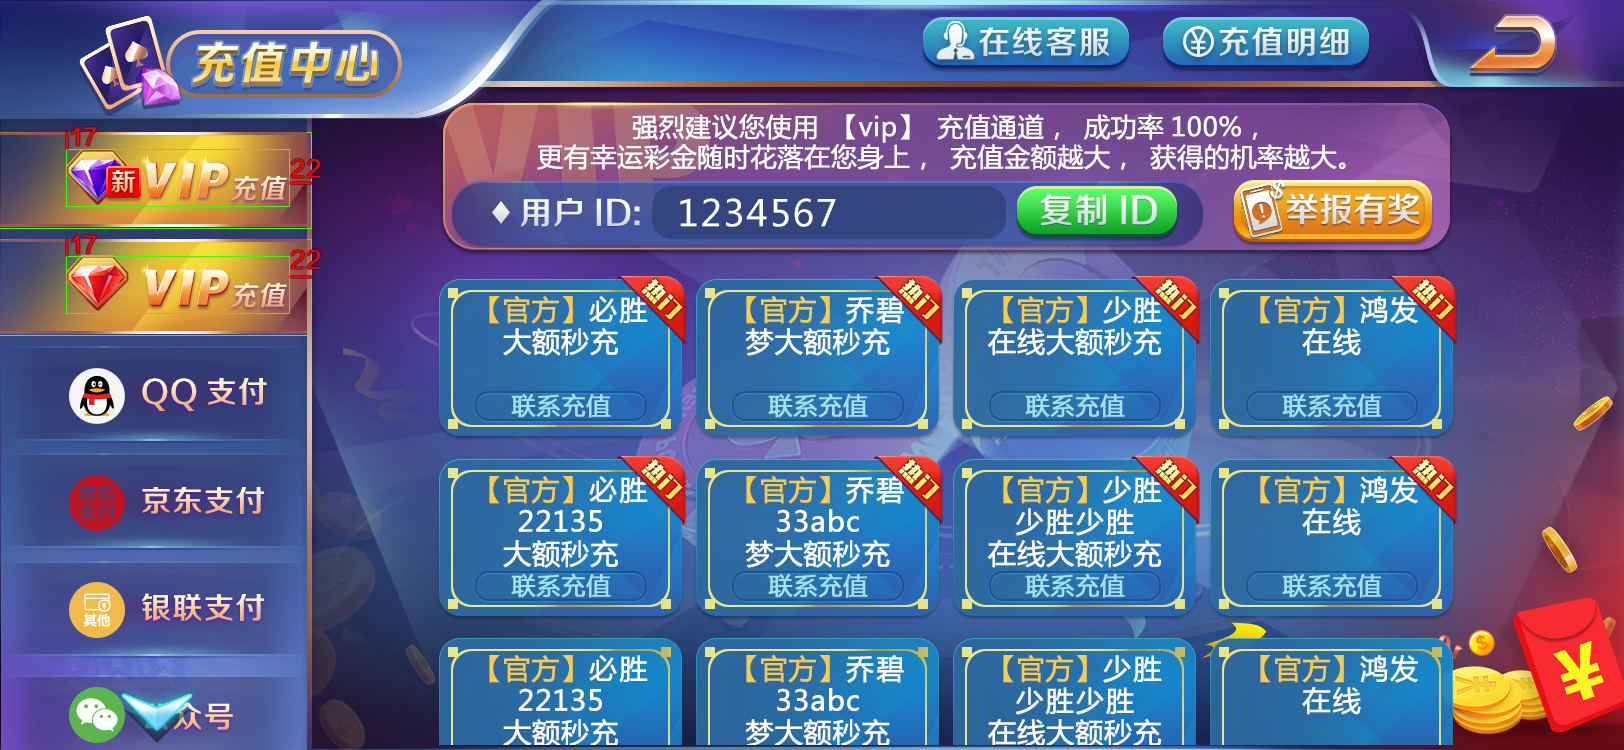 充值中心
在线客服
充值明细
强烈建议您使用 【vip】 充值通道， 成功率 100%，
更有幸运彩金随时花落在您身上， 充值金额越大， 获得的机率越大。
用户 ID: 1234567
复制 ID
举报有奖
17
22
新
VIP充值
17
22
VIP充值
QQ 支付
京东支付
京东支付
其他
银联支付
众号
【官方】必胜
大额秒充
热门
联系充值
【官方】乔碧
梦大额秒充
热门
联系充值
【官方】少胜
在线大额秒充
热门
联系充值
【官方】鸿发
在线
热门
联系充值
【官方】必胜
22135
大额秒充
热门
联系充值
【官方】乔碧
33abc
梦大额秒充
热门
联系充值
【官方】少胜
少胜少胜
在线大额秒充
热门
联系充值
【官方】鸿发
在线
热门
联系充值
【官方】必胜
22135
大额秒充
【官方】乔碧
33abc
梦大额秒充
【官方】少胜
少胜少胜
在线大额秒充
【官方】鸿发
在线
¥